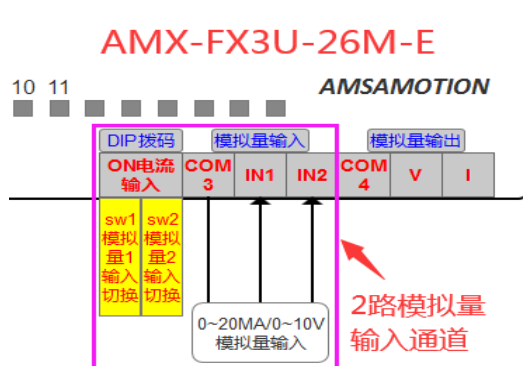 AMX-FX3U-26M-E
10 11
AMSAMOTION
DIP拨码
模拟量输入
模拟量输出
ON电流
输入
COM
3
IN1
IN2
COM
4
V
I
sw1
模拟
量1
输入
切换
sw2
模拟
量2
输入
切换
0~20MA/0~10V
模拟量输入
2路模拟量
输入通道